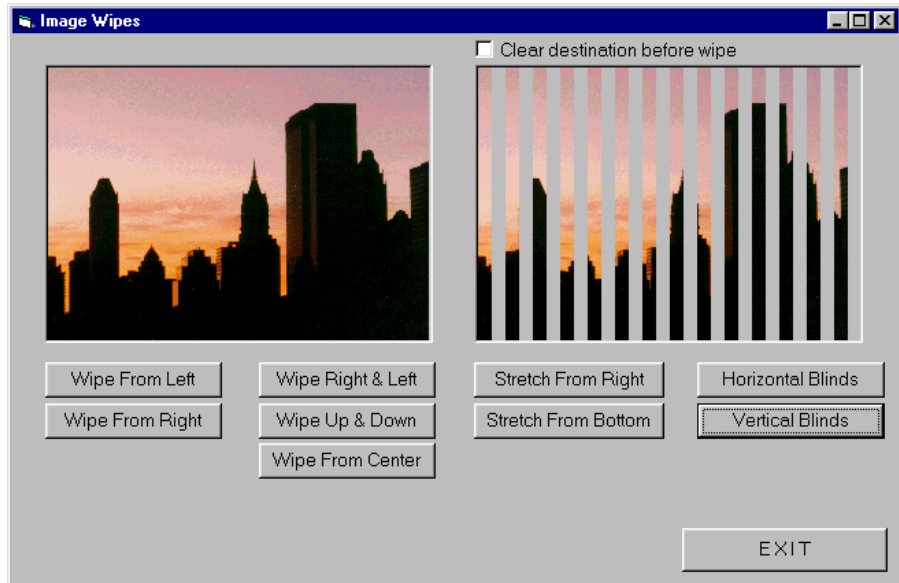 Image Wipes
Clear destination before wipe
Wipe From Left
Wipe Right & Left
Stretch From Right
Horizontal Blinds
Wipe From Right
Wipe Up & Down
Stretch From Bottom
Vertical Blinds
Wipe From Center
EXIT